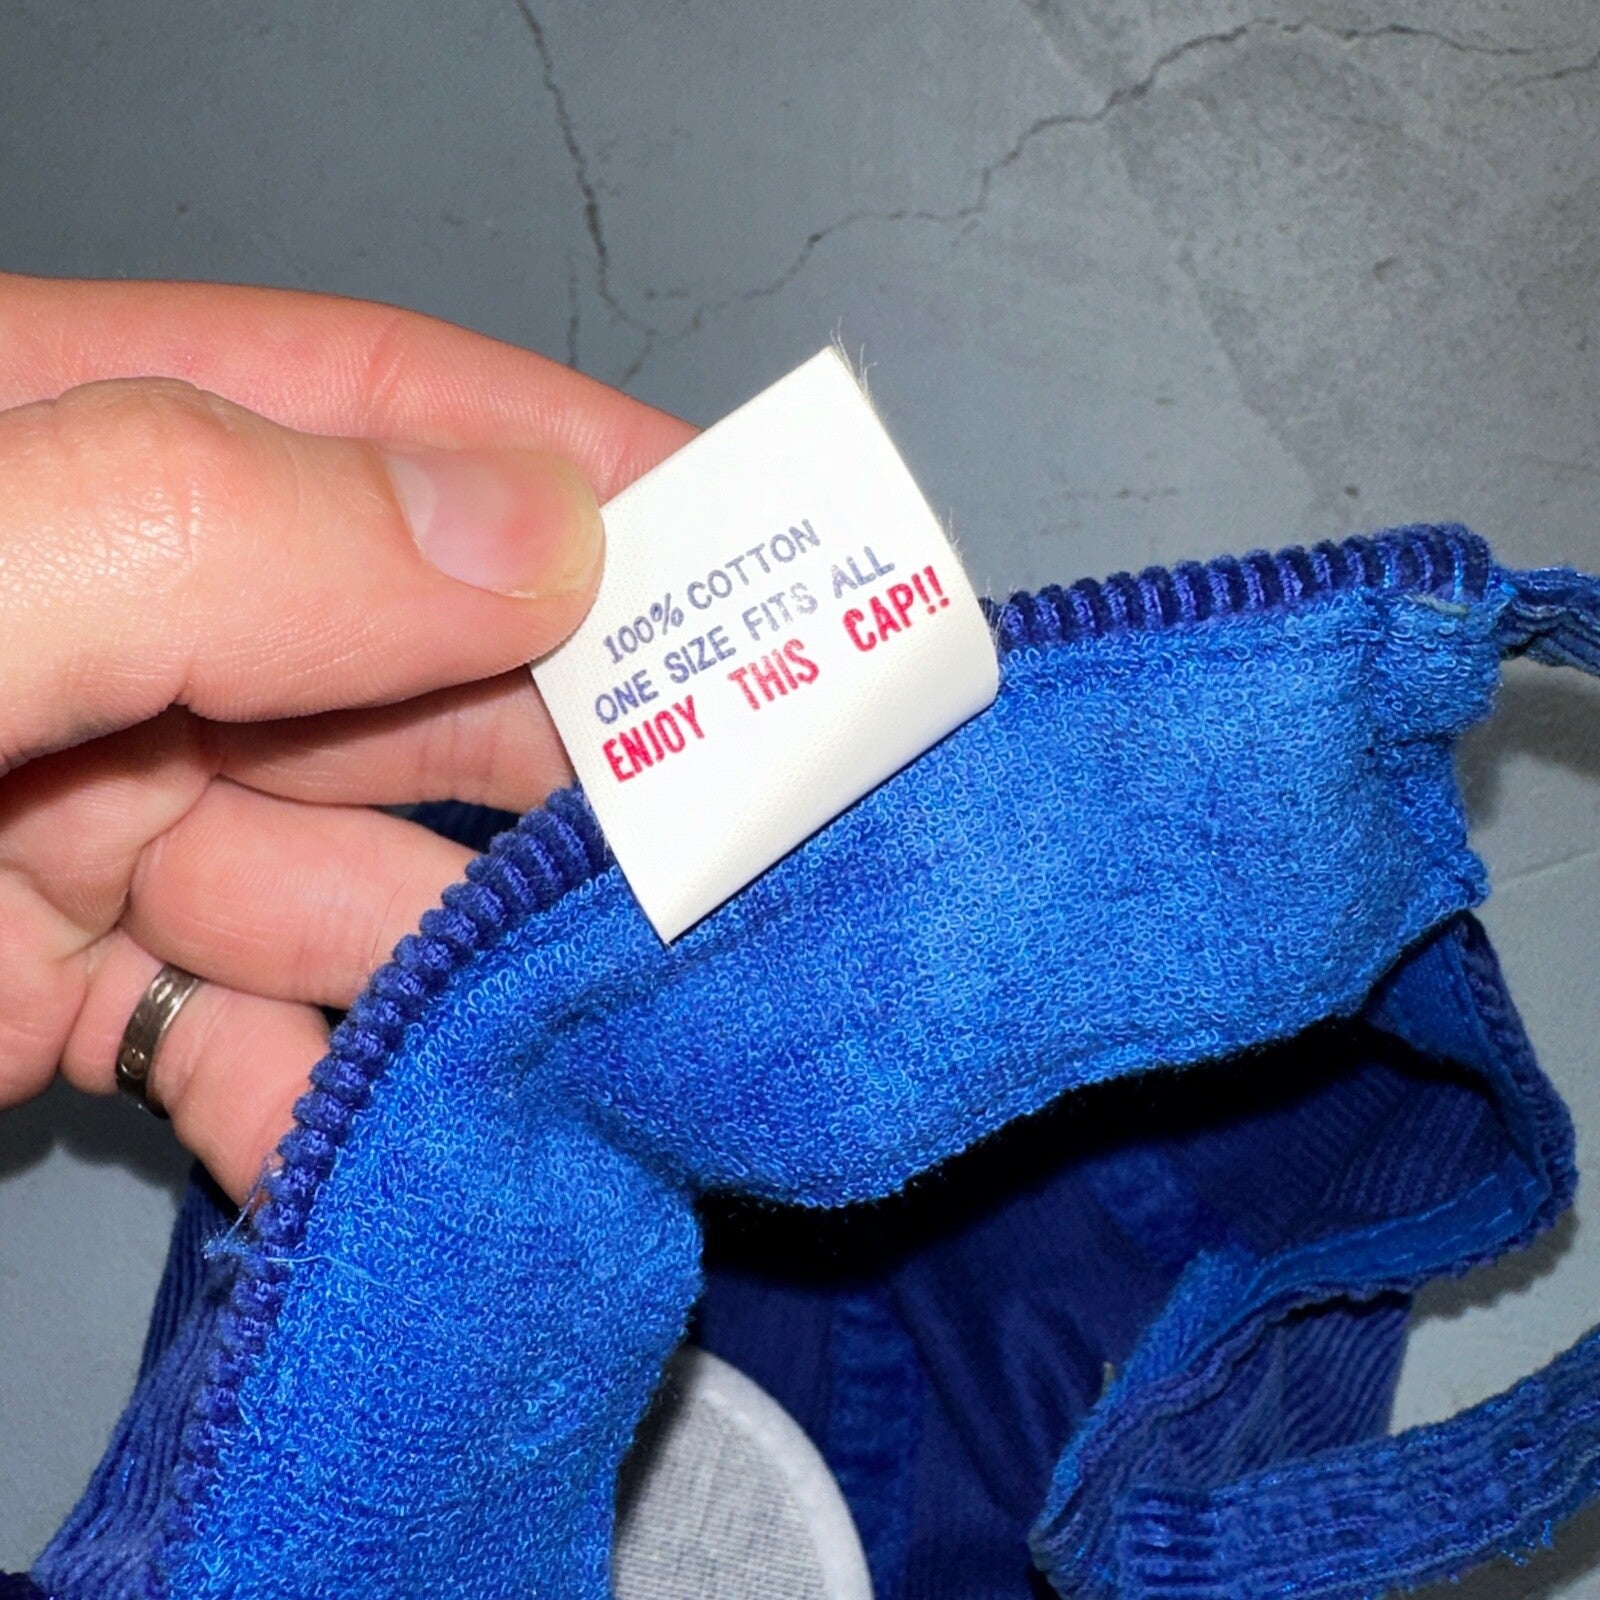 100% COTTON
ONE SIZE FITS ALL
ENJOY THIS CAP!!